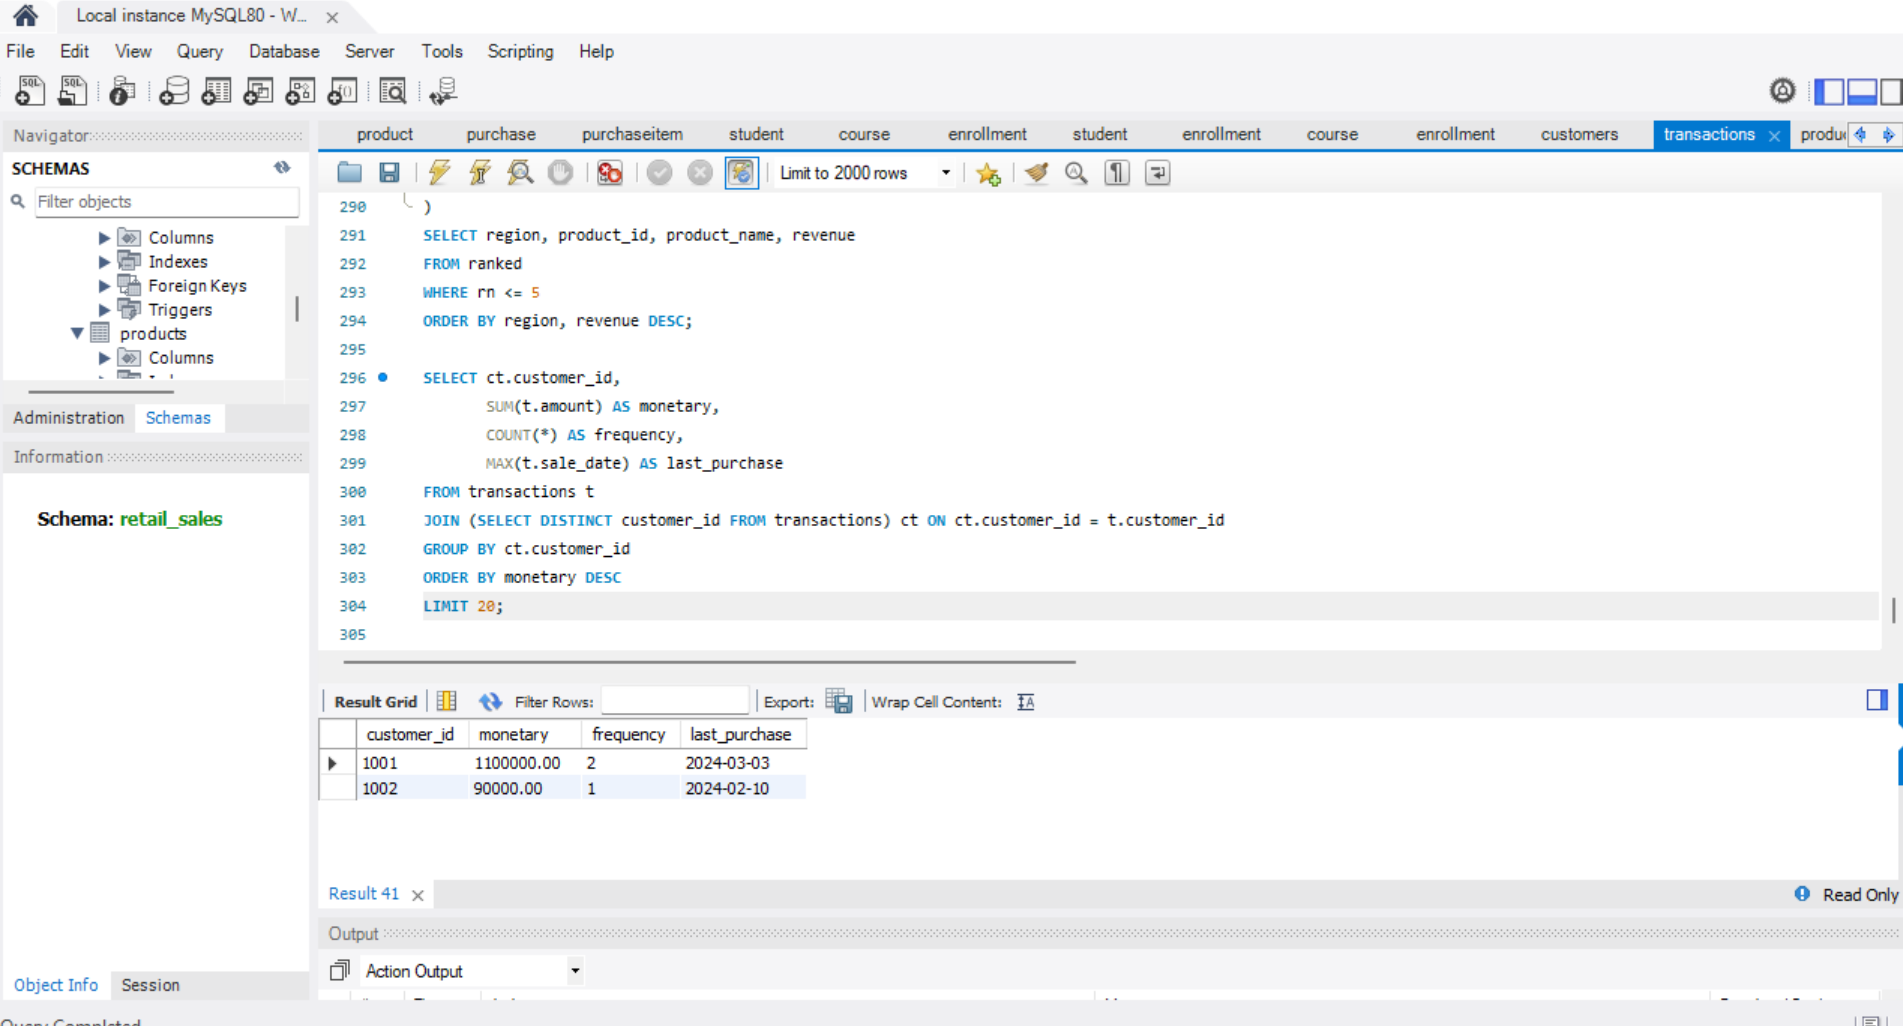 Local instance MySQL80 - W...
File Edit View Query Database Server Tools Scripting Help
Navigator
SCHEMAS
Filter objects
Columns
Indexes
Foreign Keys
Triggers
products
Columns
Administration Schemas
Information
Schema: retail_sales
Object Info Session
product purchase purchaseitem student course enrollment student enrollment course enrollment customers transactions
Limit to 2000 rows
290 )
291 SELECT region, product_id, product_name, revenue
292 FROM ranked
293 WHERE rn <= 5
294 ORDER BY region, revenue DESC;
295
296 SELECT ct.customer_id,
297 SUM(t.amount) AS monetary,
298 COUNT(*) AS frequency,
299 MAX(t.sale_date) AS last_purchase
300 FROM transactions t
301 JOIN (SELECT DISTINCT customer_id FROM transactions) ct ON ct.customer_id = t.customer_id
302 GROUP BY ct.customer_id
303 ORDER BY monetary DESC
304 LIMIT 20;
305
Result Grid Filter Rows: Export: Wrap Cell Content:
customer_id monetary frequency last_purchase
1001 1100000.00 2 2024-03-03
1002 90000.00 1 2024-02-10
Result 41 Read Only
Output
Action Output
Query Completed